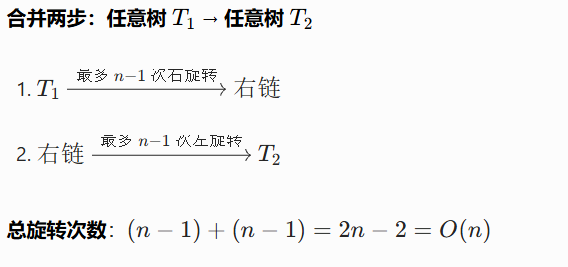 合并两步：任意树 T₁ → 任意树 T₂
1. T₁ 最多 n−1 次右旋转 → 右链
2. 右链 最多 n−1 次左旋转 → T₂
总旋转次数：(n − 1) + (n − 1) = 2n − 2 = O(n)